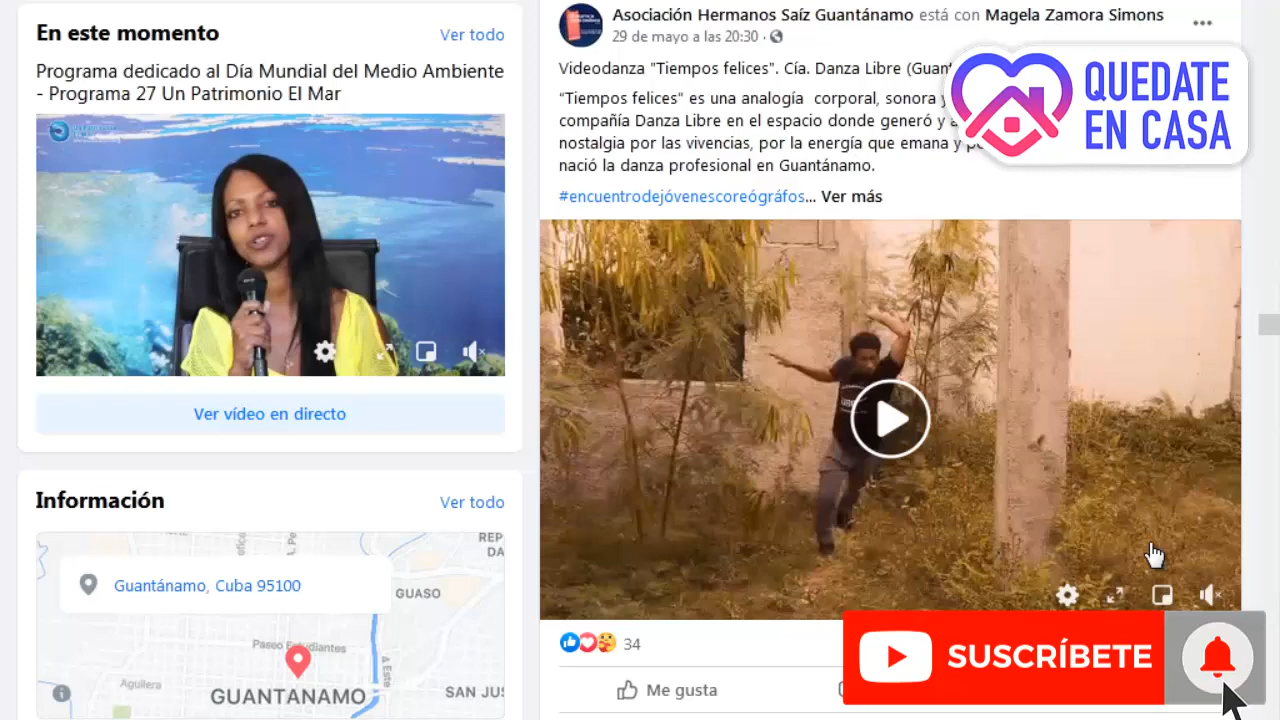 En este momento
Ver todo
Programa dedicado al Día Mundial del Medio Ambiente
- Programa 27 Un Patrimonio El Mar
Ver vídeo en directo
Información
Ver todo
Guantánamo, Cuba 95100
REP
DA
GUASO
Paseo Estudiantes
Aguilera
GUANTANAMO
A Este
SAN JUS
Asociación Hermanos Saíz Guantánamo está con Magela Zamora Simons
29 de mayo a las 20:30 ·
Videodanza "Tiempos felices". Cía. Danza Libre (Guant
"Tiempos felices" es una analogía corporal, sonora y
compañía Danza Libre en el espacio donde generó y a
nostalgia por las vivencias, por la energía que emana y
nació la danza profesional en Guantánamo.
#encuentrodejóvenescoreógráfos... Ver más
QUEDATE
EN CASA
34
Me gusta
SUSCRÍBETE